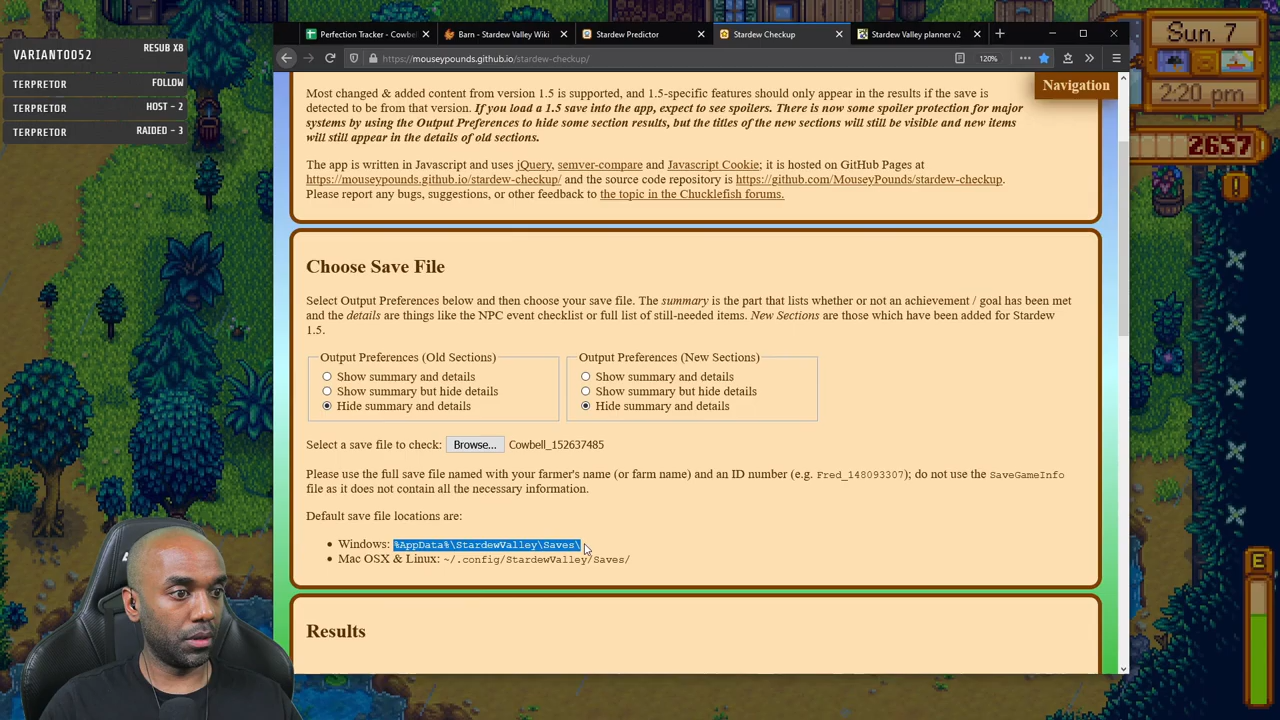 VARIANT0052 RESUB X8
TERPRETOR FOLLOW
TERPRETOR HOST - 2
TERPRETOR RAIDED - 3
Perfection Tracker - Cowbe
Barn - Stardew Valley Wiki
Stardew Predictor
Stardew Checkup
Stardew Valley planner v2
https://mouseypounds.github.io/stardew-checkup/
120%
Navigation
Sun. 7
2:20 pm
2657
Most changed & added content from version 1.5 is supported, and 1.5-specific features should only appear in the results if the save is
detected to be from that version. If you load a 1.5 save into the app, expect to see spoilers. There is now some spoiler protection for major
systems by using the Output Preferences to hide some section results, but the titles of the new sections will still be visible and new items
will still appear in the details of old sections.
The app is written in Javascript and uses jQuery, semver-compare and Javascript Cookie; it is hosted on GitHub Pages at
https://mouseypounds.github.io/stardew-checkup/ and the source code repository is https://github.com/MouseyPounds/stardew-checkup.
Please report any bugs, suggestions, or other feedback to the topic in the Chucklefish forums.
Choose Save File
Select Output Preferences below and then choose your save file. The summary is the part that lists whether or not an achievement / goal has been met
and the details are things like the NPC event checklist or full list of still-needed items. New Sections are those which have been added for Stardew
1.5.
Output Preferences (Old Sections)
Show summary and details
Show summary but hide details
Hide summary and details
Output Preferences (New Sections)
Show summary and details
Show summary but hide details
Hide summary and details
Select a save file to check: Browse... Cowbell_152637485
Please use the full save file named with your farmer's name (or farm name) and an ID number (e.g. Fred_148093307); do not use the SaveGameInfo
file as it does not contain all the necessary information.
Default save file locations are:
• Windows: %AppData%\StardewValley\Saves\
• Mac OSX & Linux: ~/.config/StardewValley/Saves/
Results
E